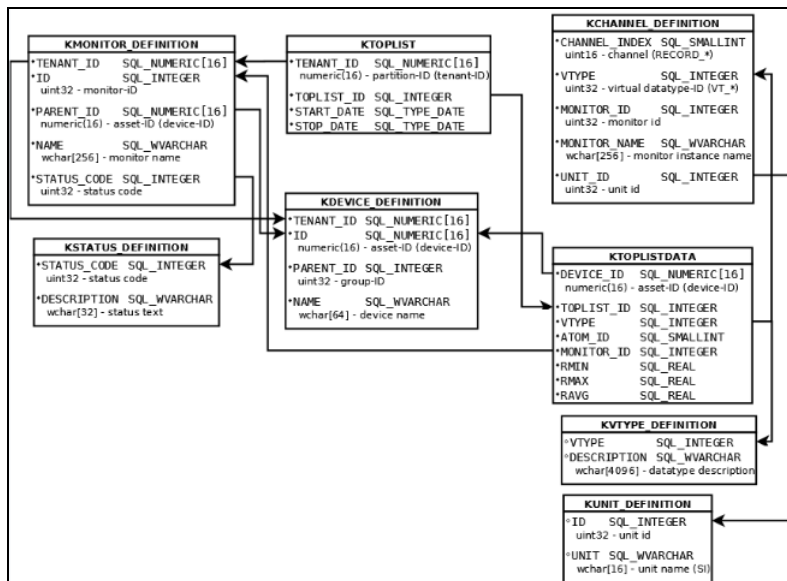 KMONITOR_DEFINITION
•TENANT_ID SQL_NUMERIC[16]
•ID SQL_INTEGER
uint32 - monitor-iD
•PARENT_ID SQL_NUMERIC[16]
numeric(16) - asset-ID (device-ID)
•NAME SQL_WVARCHAR
wchar[256] - monitor name
•STATUS_CODE SQL_INTEGER
uint32 - status code
KTOPLIST
•TENANT_ID SQL_NUMERIC[16]
numeric(16) - partition-ID (tenant-ID)
•TOPLIST_ID SQL_INTEGER
•START_DATE SQL_TYPE_DATE
•STOP_DATE SQL_TYPE_DATE
KCHANNEL_DEFINITION
•CHANNEL_INDEX SQL_SMALLINT
uint16 - channel (RECORD_*)
•VTYPE SQL_INTEGER
uint32 - virtual datatype-ID (VT_*)
•MONITOR_ID SQL_INTEGER
uint32 - monitor id
•MONITOR_NAME SQL_WVARCHAR
wchar[256] - monitor instance name
•UNIT_ID SQL_INTEGER
uint32 - unit id
KSTATUS_DEFINITION
•STATUS_CODE SQL_INTEGER
uint32 - status code
•DESCRIPTION SQL_WVARCHAR
wchar[32] - status text
KDEVICE_DEFINITION
•TENANT_ID SQL_NUMERIC[16]
•ID SQL_NUMERIC[16]
numeric(16) - asset-ID (device-ID)
•PARENT_ID SQL_INTEGER
uint32 - group-ID
•NAME SQL_WVARCHAR
wchar[64] - device name
KTOPLISTDATA
•DEVICE_ID SQL_NUMERIC[16]
numeric(16) - asset-ID (device-ID)
•TOPLIST_ID SQL_INTEGER
•VTYPE SQL_INTEGER
•ATOM_ID SQL_SMALLINT
•MONITOR_ID SQL_INTEGER
•RMIN SQL_REAL
•RMAX SQL_REAL
•RAVG SQL_REAL
KVTYPE_DEFINITION
•VTYPE SQL_INTEGER
•DESCRIPTION SQL_WVARCHAR
wchar[4096] - datatype description
KUNIT_DEFINITION
•ID SQL_INTEGER
uint32 - unit id
•UNIT SQL_WVARCHAR
wchar[16] - unit name (SI)